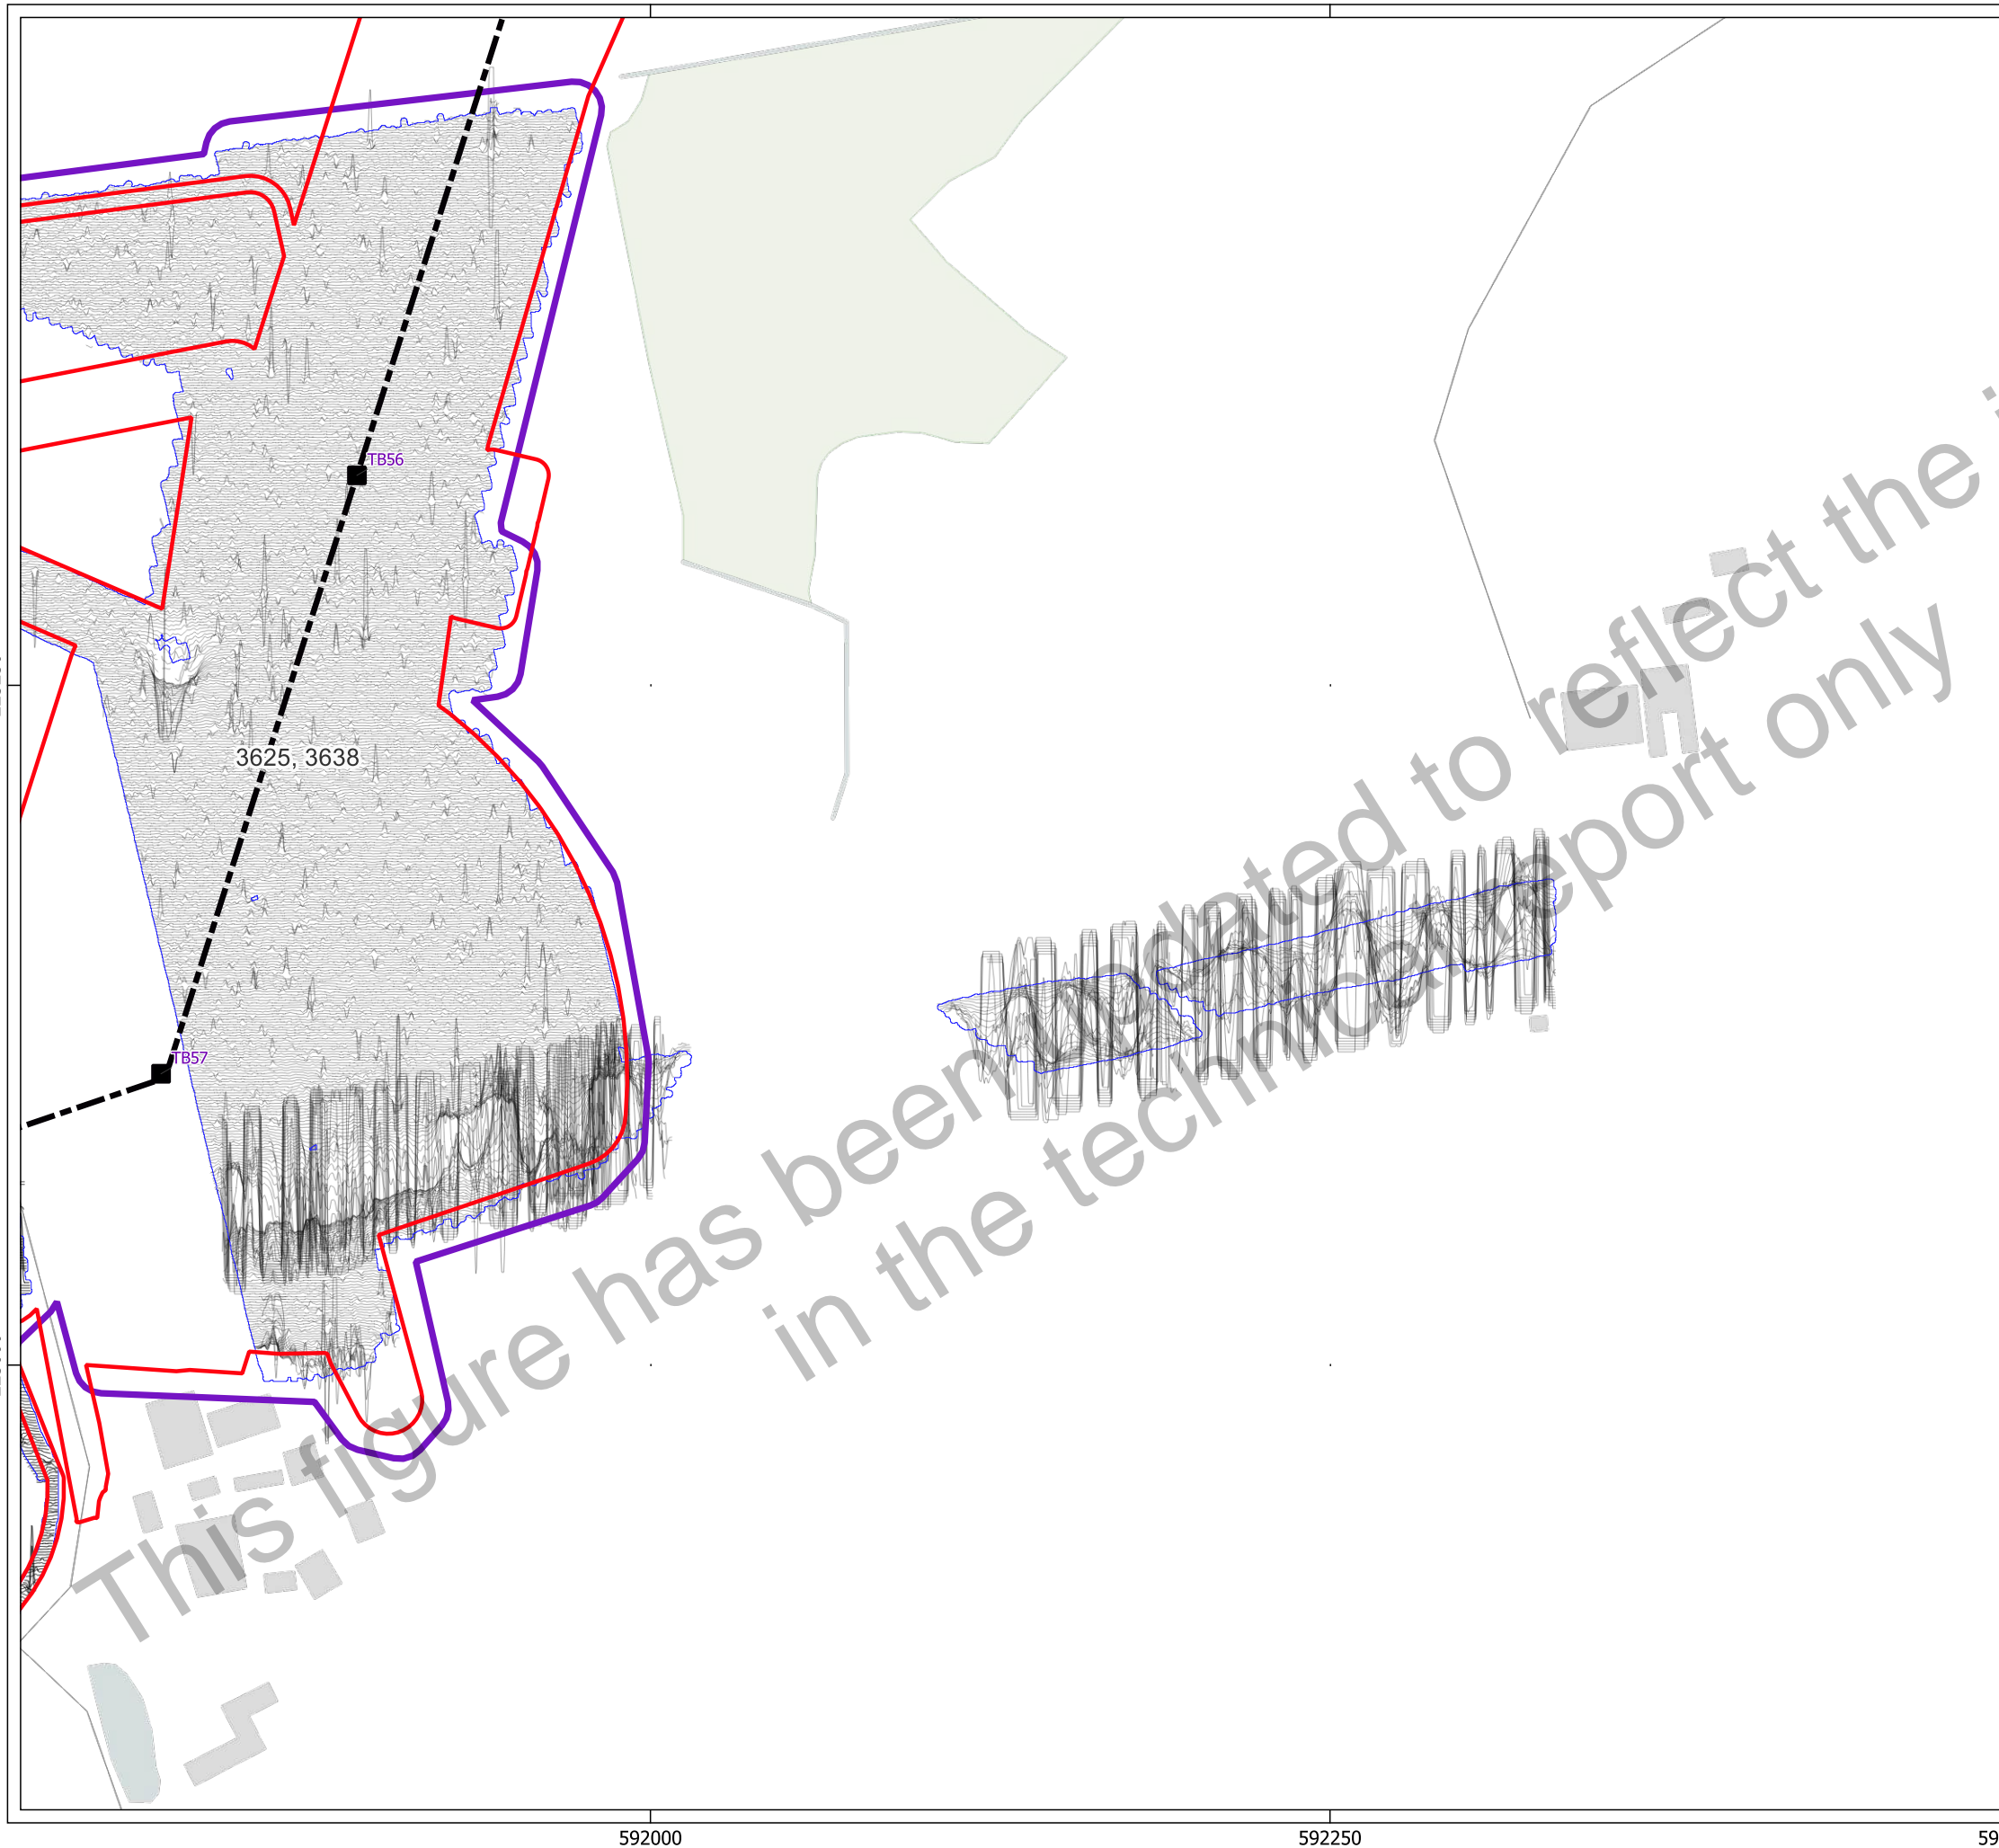 TB56
3625, 3638
TB57
This figure has been updated to reflect the
in the technical report only
592000
592250